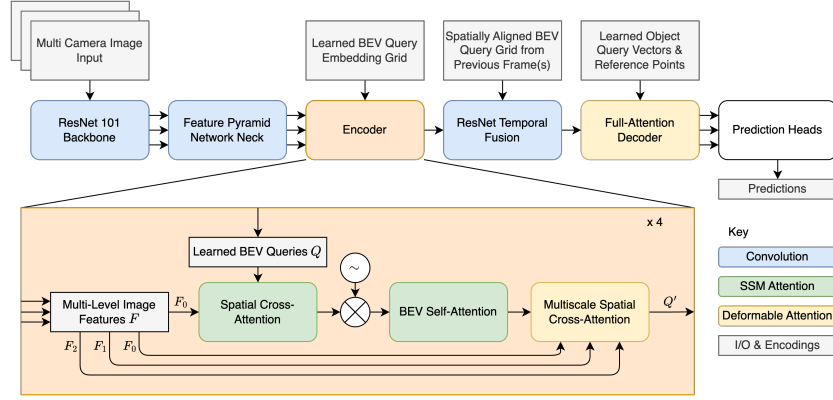 Multi Camera Image
Input
Learned BEV Query
Embedding Grid
Spatially Aligned BEV
Query Grid from
Previous Frame(s)
Learned Object
Query Vectors &
Reference Points
ResNet 101
Backbone
Feature Pyramid
Network Neck
Encoder
ResNet Temporal
Fusion
Full-Attention
Decoder
Prediction Heads
Predictions
x 4
Learned BEV Queries Q
~
Multi-Level Image
Features F
F₀
Spatial Cross-
Attention
BEV Self-Attention
Multiscale Spatial
Cross-Attention
Q′
F₂
F₁
F₀
Key
Convolution
SSM Attention
Deformable Attention
I/O & Encodings